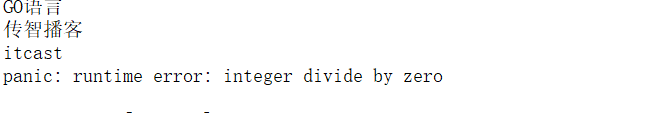 GO语言
传智播客
itcast
panic: runtime error: integer divide by zero